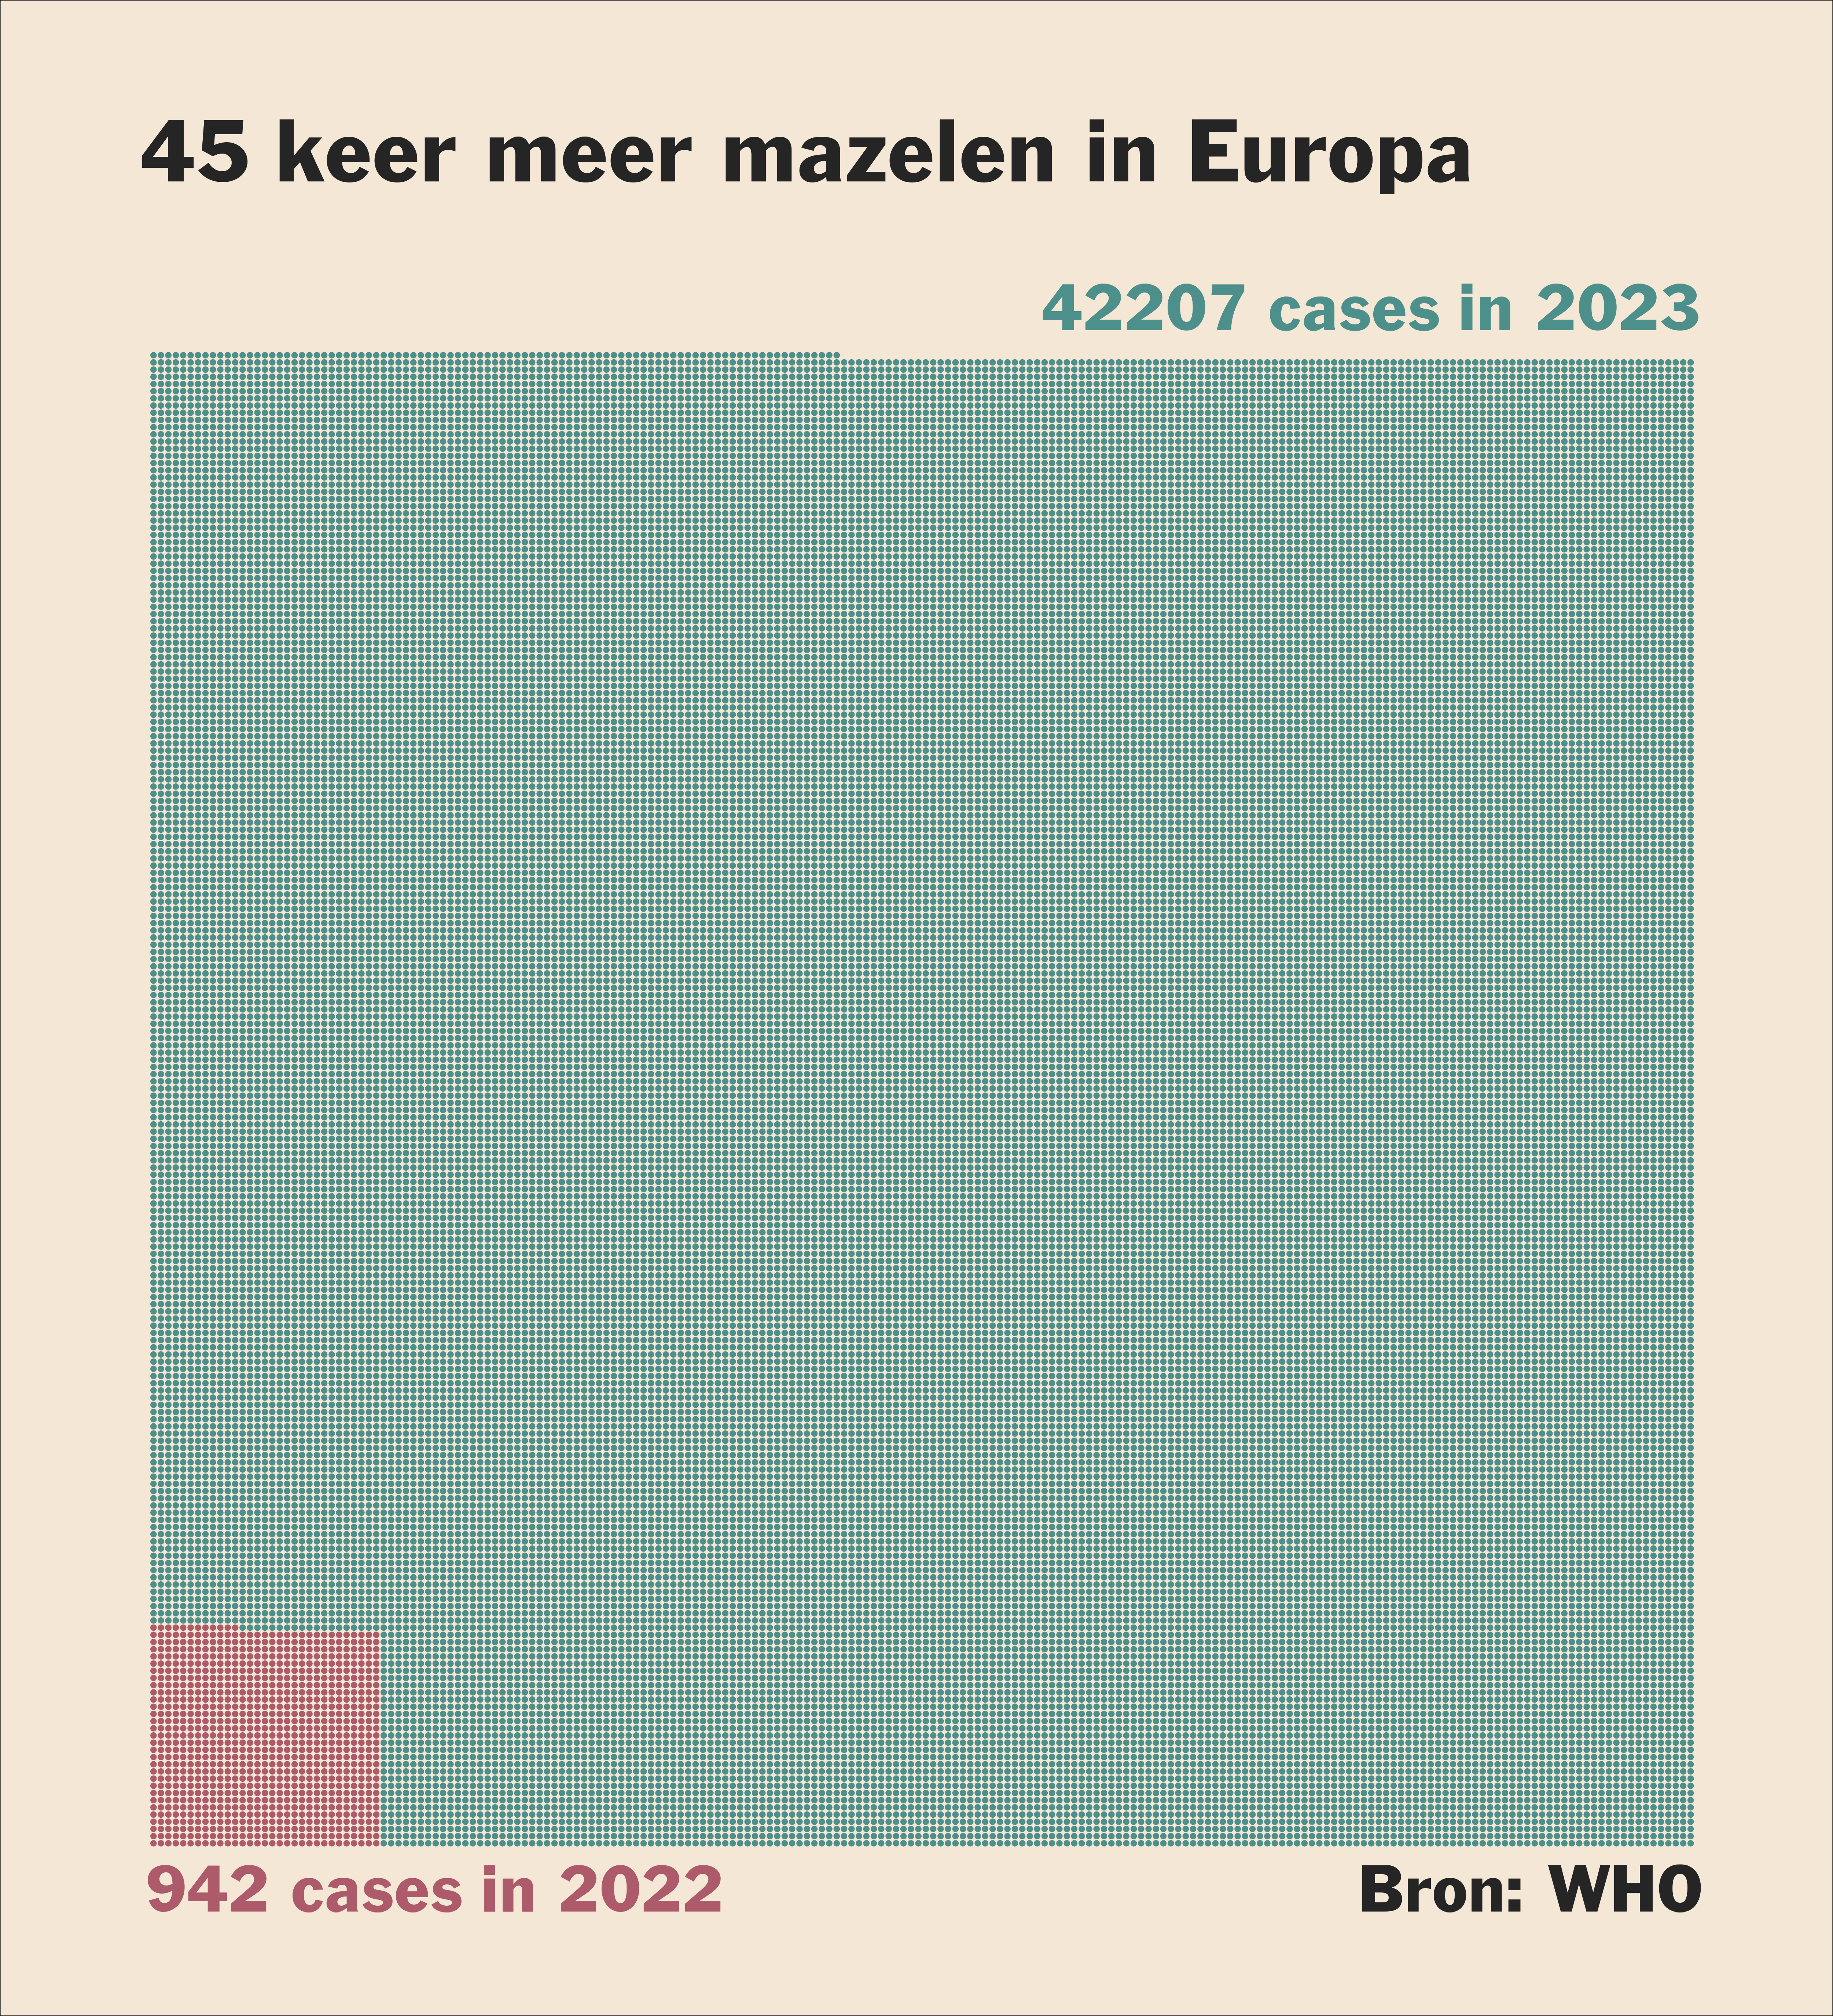 45 keer meer mazelen in Europa
42207 cases in 2023
942 cases in 2022
Bron: WHO